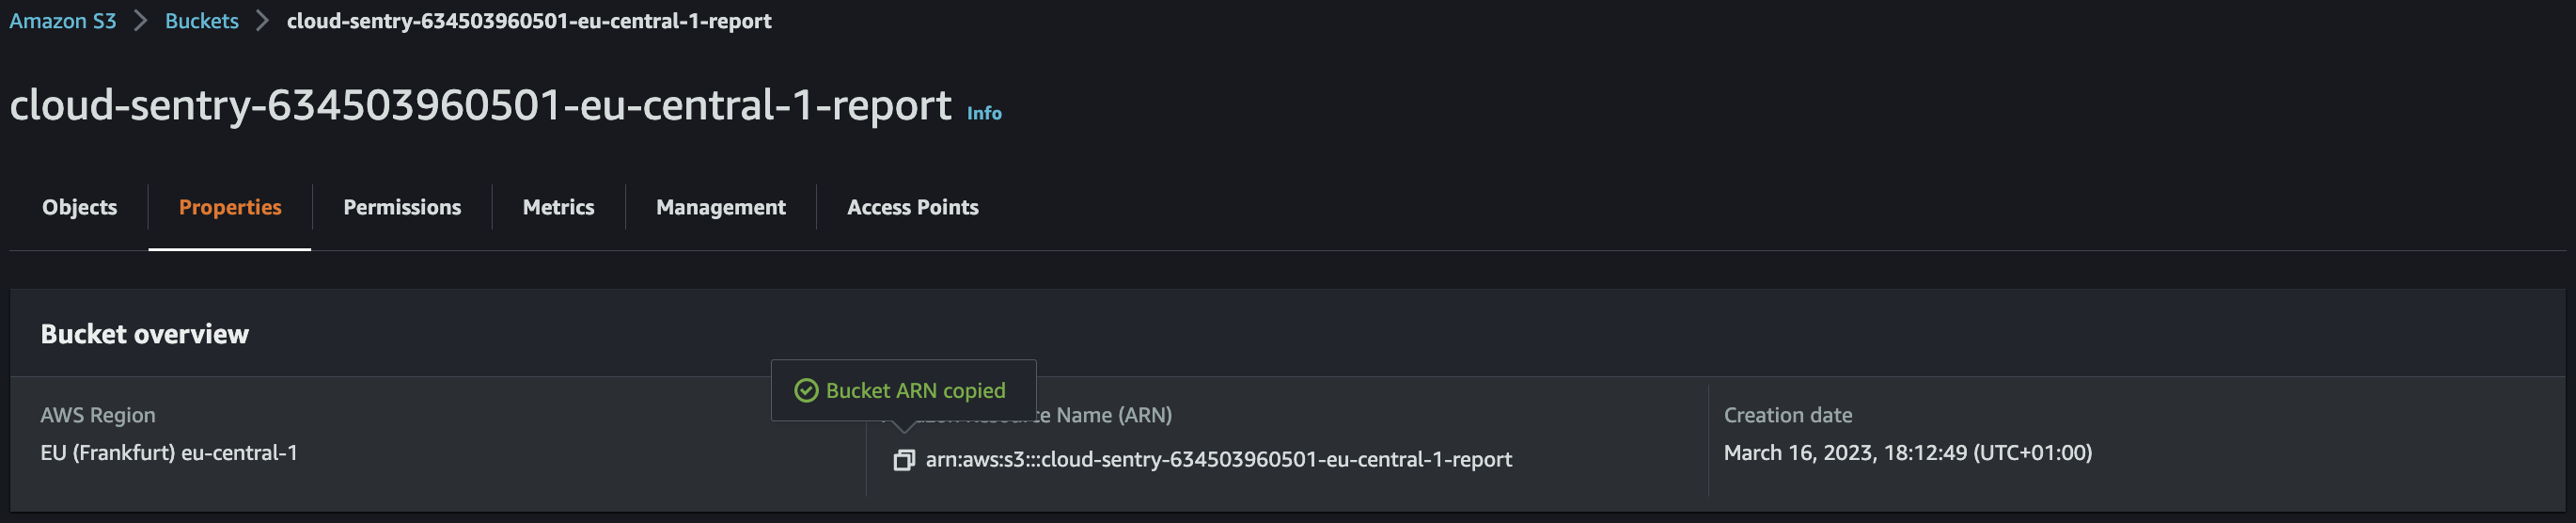 Amazon S3 > Buckets > cloud-sentry-634503960501-eu-central-1-report
cloud-sentry-634503960501-eu-central-1-report Info
Objects Properties Permissions Metrics Management Access Points
Bucket overview
Bucket ARN copied
AWS Region
Name (ARN)
Creation date
EU (Frankfurt) eu-central-1
arn:aws:s3:::cloud-sentry-634503960501-eu-central-1-report
March 16, 2023, 18:12:49 (UTC+01:00)